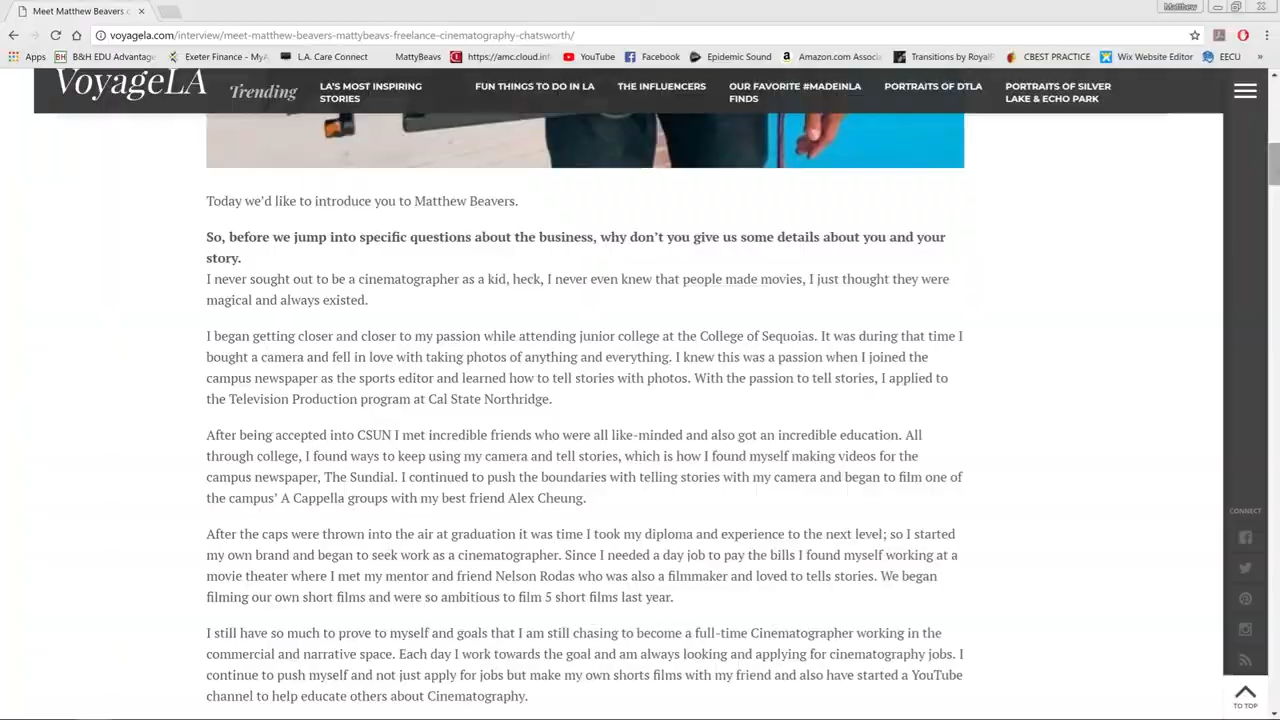 Meet Matthew Beavers
Matthew
voyagela.com/interview/meet-matthew-beavers-mattybeavs-freelance-cinematography-chatsworth/
Apps B&H EDU Advantage Exeter Finance - MyA L.A. Care Connect MattyBeavs https://amc.cloud.infor YouTube Facebook Epidemic Sound Amazon.com Associa Transitions by RoyalF CBEST PRACTICE Wix Website Editor EECU »
VoyageLA Trending LA'S MOST INSPIRING STORIES FUN THINGS TO DO IN LA THE INFLUENCERS OUR FAVORITE #MADEINLA FINDS PORTRAITS OF DTLA PORTRAITS OF SILVER LAKE & ECHO PARK
Today we'd like to introduce you to Matthew Beavers.
So, before we jump into specific questions about the business, why don't you give us some details about you and your
story.
I never sought out to be a cinematographer as a kid, heck, I never even knew that people made movies, I just thought they were
magical and always existed.
I began getting closer and closer to my passion while attending junior college at the College of Sequoias. It was during that time I
bought a camera and fell in love with taking photos of anything and everything. I knew this was a passion when I joined the
campus newspaper as the sports editor and learned how to tell stories with photos. With the passion to tell stories, I applied to
the Television Production program at Cal State Northridge.
After being accepted into CSUN I met incredible friends who were all like-minded and also got an incredible education. All
through college, I found ways to keep using my camera and tell stories, which is how I found myself making videos for the
campus newspaper, The Sundial. I continued to push the boundaries with telling stories with my camera and began to film one of
the campus' A Cappella groups with my best friend Alex Cheung.
After the caps were thrown into the air at graduation it was time I took my diploma and experience to the next level; so I started
my own brand and began to seek work as a cinematographer. Since I needed a day job to pay the bills I found myself working at a
movie theater where I met my mentor and friend Nelson Rodas who was also a filmmaker and loved to tells stories. We began
filming our own short films and were so ambitious to film 5 short films last year.
I still have so much to prove to myself and goals that I am still chasing to become a full-time Cinematographer working in the
commercial and narrative space. Each day I work towards the goal and am always looking and applying for cinematography jobs. I
continue to push myself and not just apply for jobs but make my own shorts films with my friend and also have started a YouTube
channel to help educate others about Cinematography.
CONNECT
TO TOP